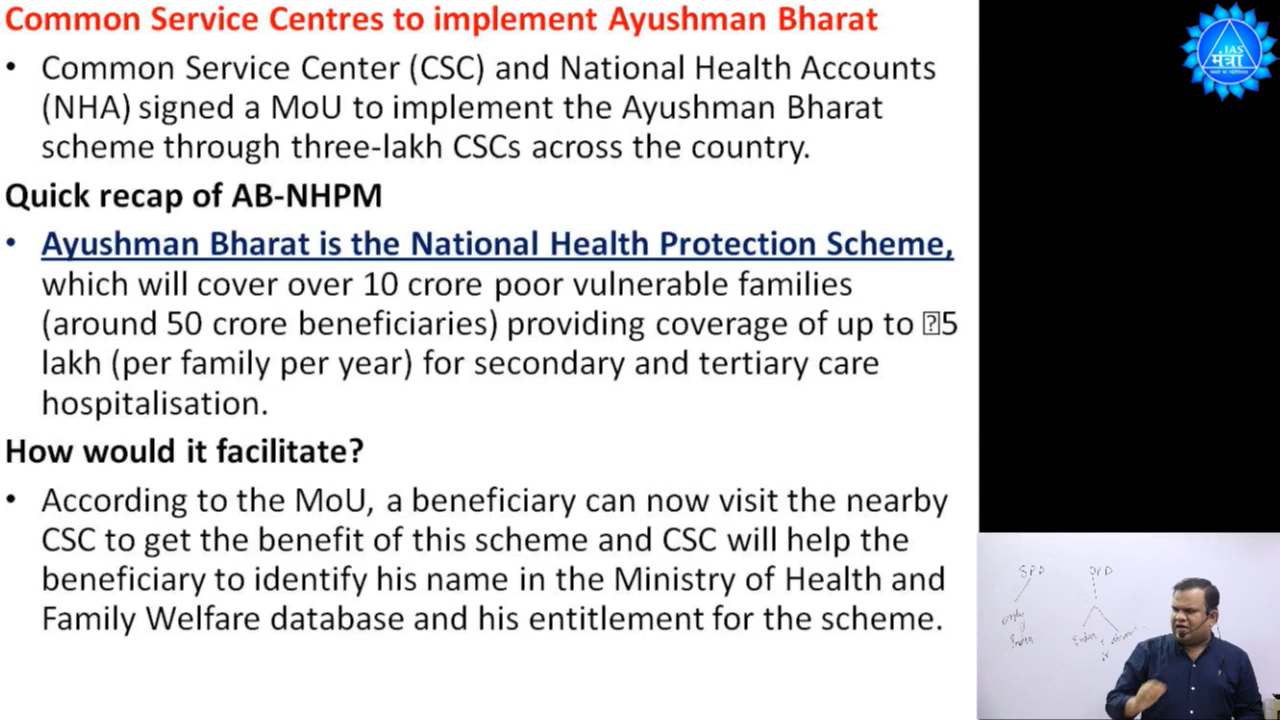 Common Service Centres to implement Ayushman Bharat
• Common Service Center (CSC) and National Health Accounts
(NHA) signed a MoU to implement the Ayushman Bharat
scheme through three-lakh CSCs across the country.
Quick recap of AB-NHPM
• Ayushman Bharat is the National Health Protection Scheme,
which will cover over 10 crore poor vulnerable families
(around 50 crore beneficiaries) providing coverage of up to 5
lakh (per family per year) for secondary and tertiary care
hospitalisation.
How would it facilitate?
• According to the MoU, a beneficiary can now visit the nearby
CSC to get the benefit of this scheme and CSC will help the
beneficiary to identify his name in the Ministry of Health and
Family Welfare database and his entitlement for the scheme.
IAS
मंत्रा